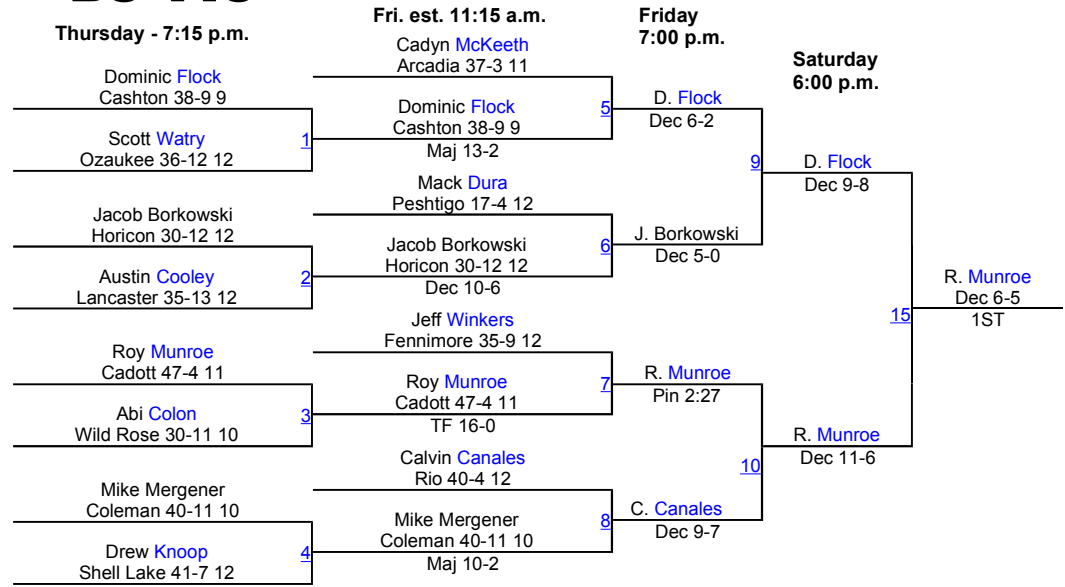 Thursday - 7:15 p.m.
Dominic Flock
Cashton 38-9 9
Scott Watry
Ozaukee 36-12 12
1
Jacob Borkowski
Horicon 30-12 12
Austin Cooley
Lancaster 35-13 12
2
Roy Munroe
Cadott 47-4 11
Abi Colon
Wild Rose 30-11 10
3
Mike Mergener
Coleman 40-11 10
Drew Knoop
Shell Lake 41-7 12
4
Fri. est. 11:15 a.m.
Cadyn McKeeth
Arcadia 37-3 11
Dominic Flock
Cashton 38-9 9
Maj 13-2
5
Mack Dura
Peshtigo 17-4 12
Jacob Borkowski
Horicon 30-12 12
Dec 10-6
6
Jeff Winkers
Fennimore 35-9 12
Roy Munroe
Cadott 47-4 11
TF 16-0
7
Calvin Canales
Rio 40-4 12
Mike Mergener
Coleman 40-11 10
Maj 10-2
8
Friday
7:00 p.m.
D. Flock
Dec 6-2
J. Borkowski
Dec 5-0
9
R. Munroe
Pin 2:27
C. Canales
Dec 9-7
10
Saturday
6:00 p.m.
D. Flock
Dec 9-8
R. Munroe
Dec 11-6
15
R. Munroe
Dec 6-5
1ST